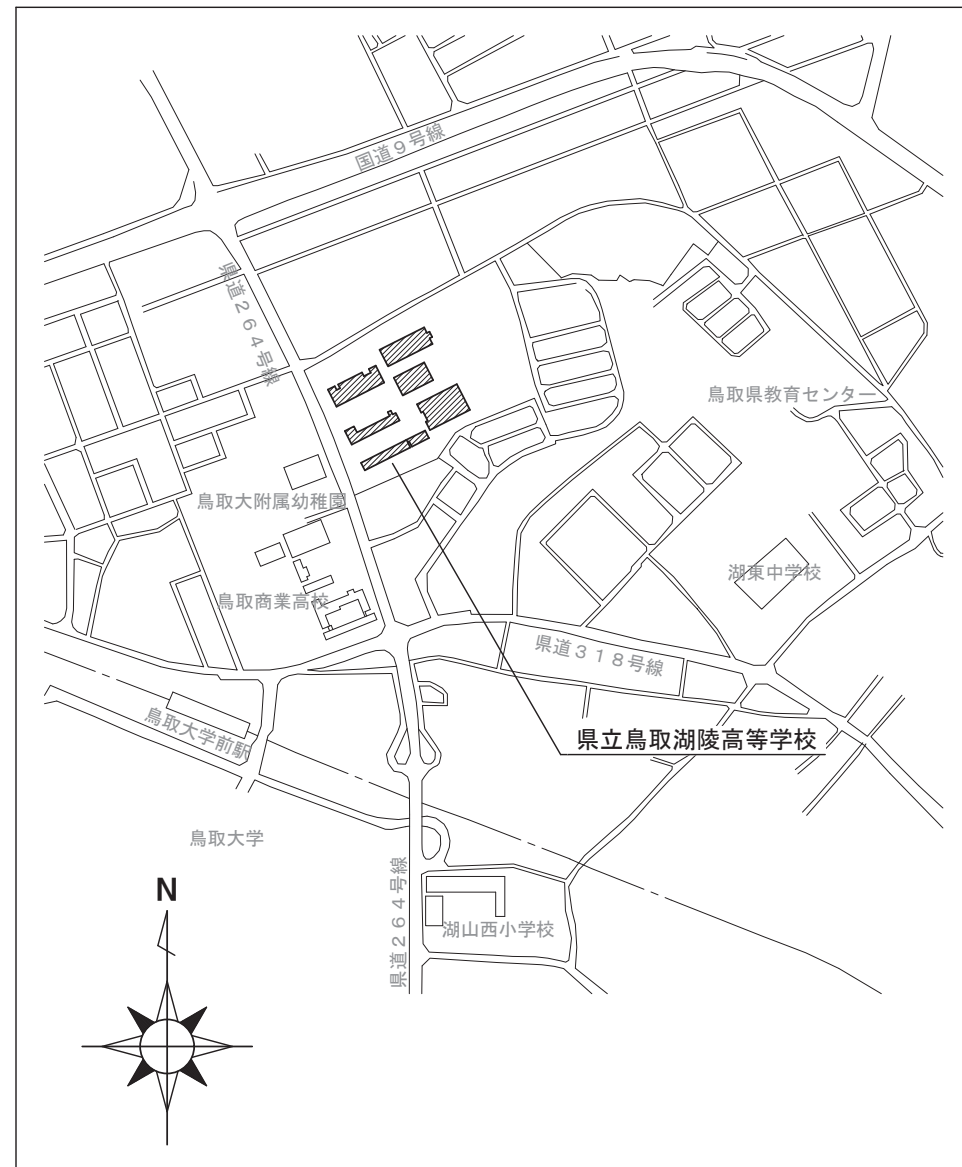 国道９号線
県道２６４号線
鳥取県教育センター
鳥取大附属幼稚園
湖東中学校
鳥取商業高校
県道３１８号線
鳥取大学前駅
県立鳥取湖陵高等学校
鳥取大学
県道２６４号線
N
湖山西小学校